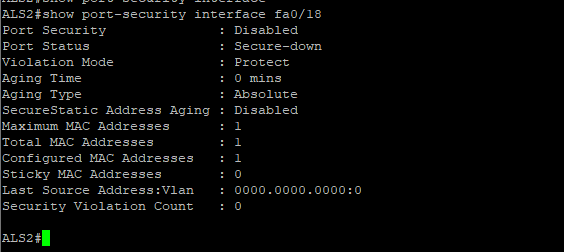 ALS2#show port-security interface
ALS2#show port-security interface fa0/18
Port Security              : Disabled
Port Status                : Secure-down
Violation Mode             : Protect
Aging Time                 : 0 mins
Aging Type                 : Absolute
SecureStatic Address Aging : Disabled
Maximum MAC Addresses      : 1
Total MAC Addresses        : 1
Configured MAC Addresses   : 1
Sticky MAC Addresses       : 0
Last Source Address:Vlan   : 0000.0000.0000:0
Security Violation Count   : 0
ALS2#